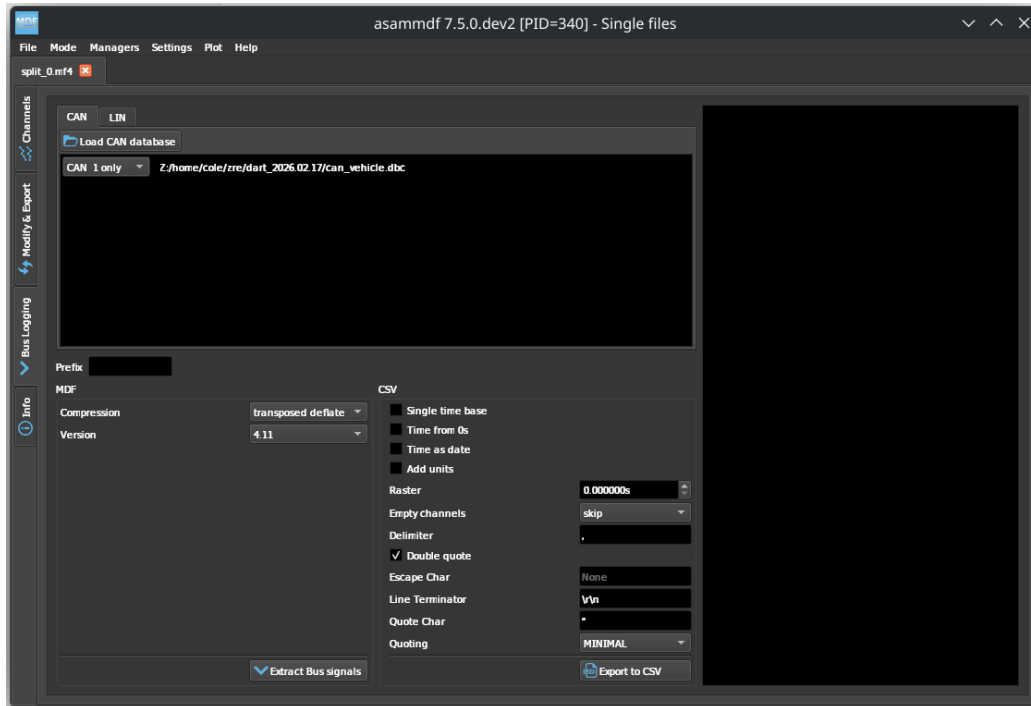 MDF
asammdf 7.5.0.dev2 [PID=340] - Single files
File Mode Managers Settings Plot Help
split_0.mf4
Channels
Modify & Export
Bus Logging
Info
CAN LIN
Load CAN database
CAN 1 only Z:/home/cole/zre/dart_2026.02.17/can_vehicle.dbc
Prefix
MDF
Compression transposed deflate
Version 4.11
Extract Bus signals
CSV
Single time base
Time from 0s
Time as date
Add units
Raster 0.000000s
Empty channels skip
Delimiter ,
Double quote
Escape Char None
Line Terminator \r\n
Quote Char "
Quoting MINIMAL
Export to CSV